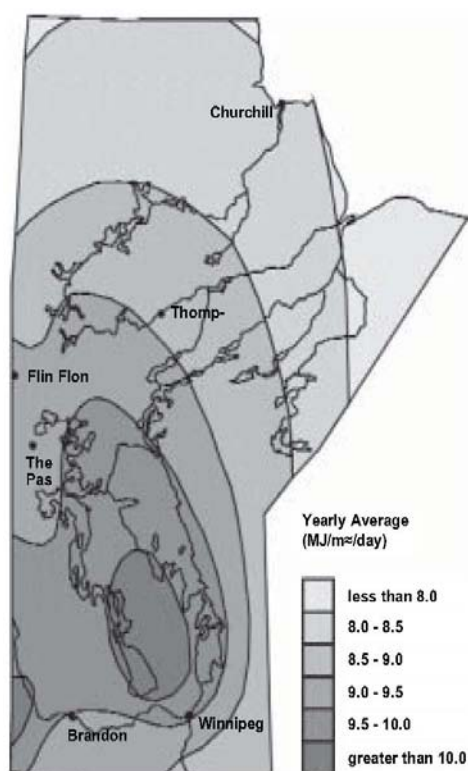 Churchill
Thomp-
Flin Flon
The
Pas
Yearly Average
(MJ/m≈/day)
less than 8.0
8.0 - 8.5
8.5 - 9.0
9.0 - 9.5
9.5 - 10.0
greater than 10.0
Winnipeg
Brandon